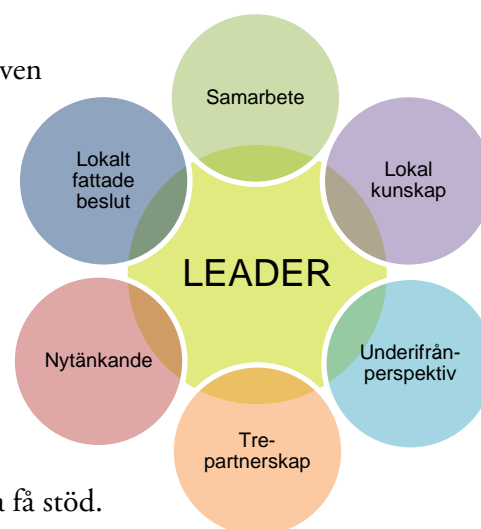 ven
Samarbete
Lokalt
fattade
beslut
Lokal
kunskap
LEADER
Nytänkande
Underifrån-
perspektiv
Tre-
partnerskap
få stöd.